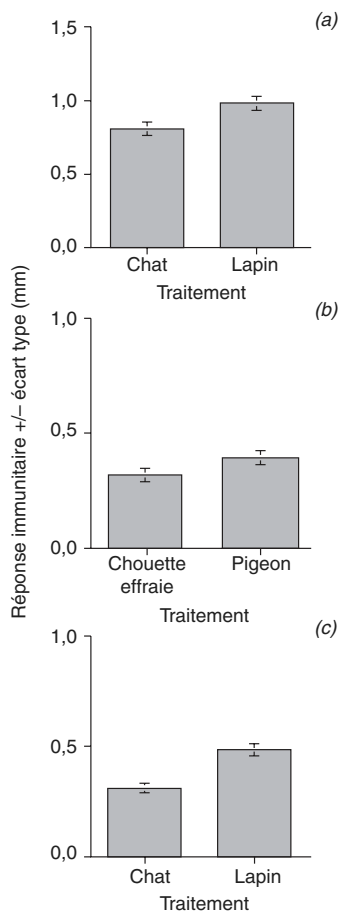 (a)
1,5
1,0
0,5
0,0
Chat Lapin
Traitement
(b)
1,0
0,5
0,0
Chouette effraie Pigeon
Traitement
(c)
1,0
0,5
0,0
Chat Lapin
Traitement
Réponse immunitaire +/– écart type (mm)